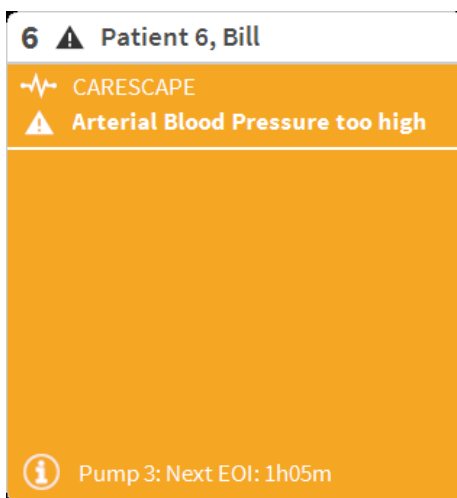 6 Patient 6, Bill
CARESCAPE
Arterial Blood Pressure too high
Pump 3: Next EOI: 1h05m